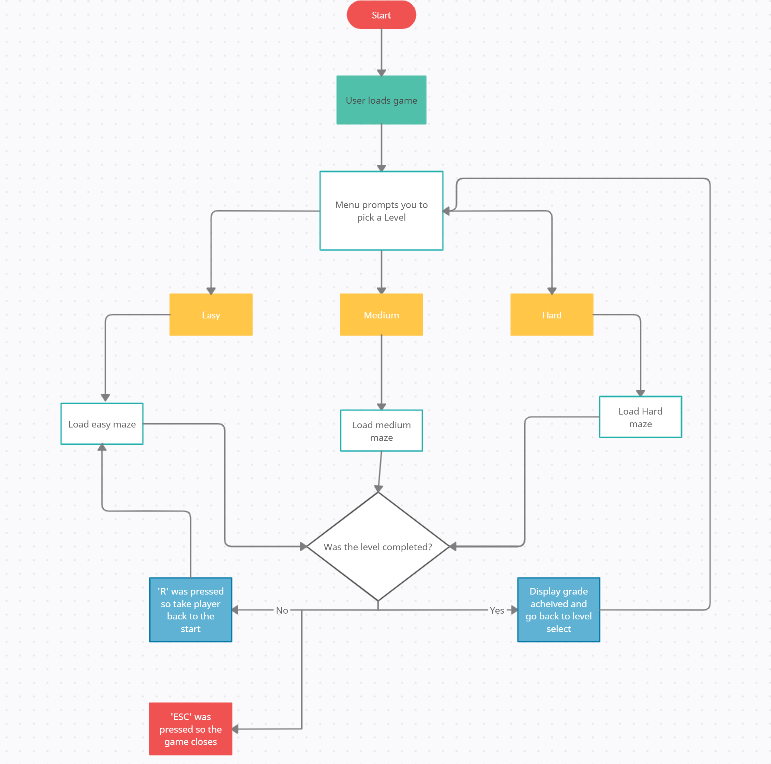 Start
User loads game
Menu prompts you to
pick a Level
Easy
Medium
Hard
Load easy maze
Load medium
maze
Load Hard
maze
Was the level completed?
'R' was pressed
so take player
back to the
start
No
Yes
Display grade
acheived and
go back to level
select
'ESC' was
pressed so the
game closes